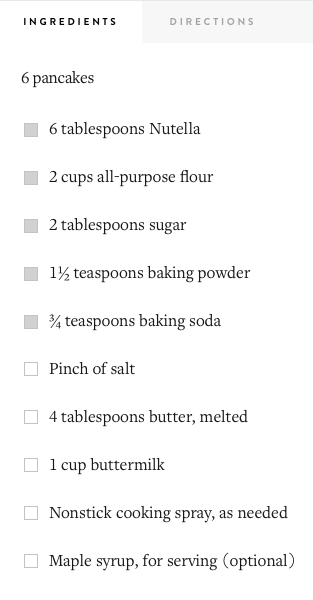 INGREDIENTS DIRECTIONS
6 pancakes
6 tablespoons Nutella
2 cups all-purpose flour
2 tablespoons sugar
1½ teaspoons baking powder
¾ teaspoons baking soda
Pinch of salt
4 tablespoons butter, melted
1 cup buttermilk
Nonstick cooking spray, as needed
Maple syrup, for serving (optional)